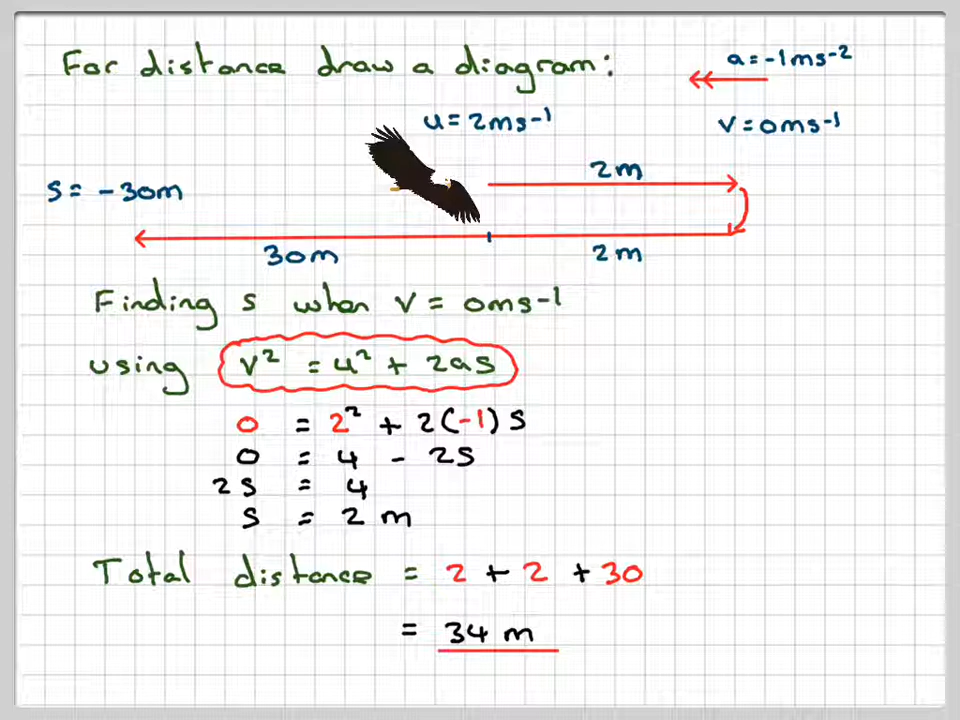 For distance draw a diagram:
a = -1ms-2
u = 2ms-1
v = 0ms-1
2m
s = -30m
30m
2m
Finding s when v = 0ms-1
using v² = u² + 2as
0 = 2² + 2(-1)s
0 = 4 - 2s
2s = 4
s = 2 m
Total distance = 2 + 2 + 30
= 34 m